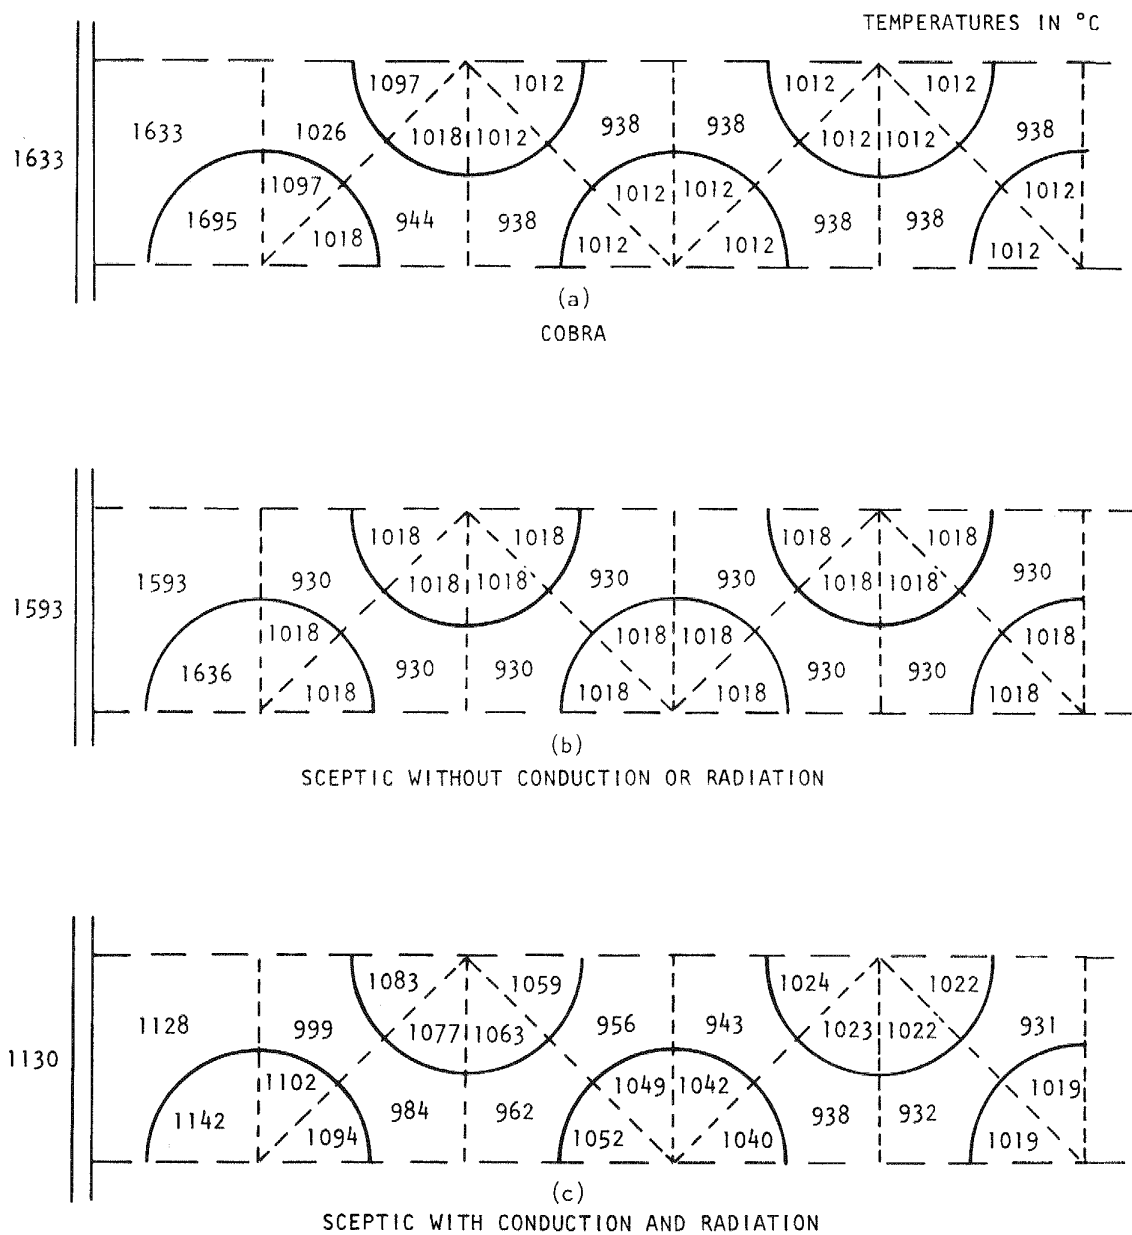 TEMPERATURES IN °C
1097 1012 1012 1012
1633 1026 1018 1012 938 938 1012 1012 938
1633
1097 1012 1012 1012
1695 1018 944 938 1012 1012 938 938 1012
(a)
COBRA
1018 1018 1018 1018
1593 930 1018 1018 930 930 1018 1018 930
1593
1018 1018 1018 1018
1636 1018 930 930 1018 1018 930 930 1018
(b)
SCEPTIC WITHOUT CONDUCTION OR RADIATION
1083 1059 1024 1022
1128 999 1077 1063 956 943 1023 1022 931
1130
1102 1049 1042 1019
1142 1094 984 962 1052 1040 938 932 1019
(c)
SCEPTIC WITH CONDUCTION AND RADIATION